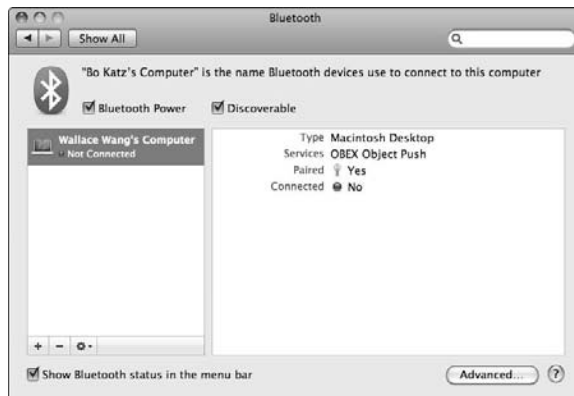 Bluetooth
Show All
"Bo Katz's Computer" is the name Bluetooth devices use to connect to this computer
Bluetooth Power
Discoverable
Wallace Wang's Computer
Not Connected
Type Macintosh Desktop
Services OBEX Object Push
Paired Yes
Connected No
Show Bluetooth status in the menu bar
Advanced...
?